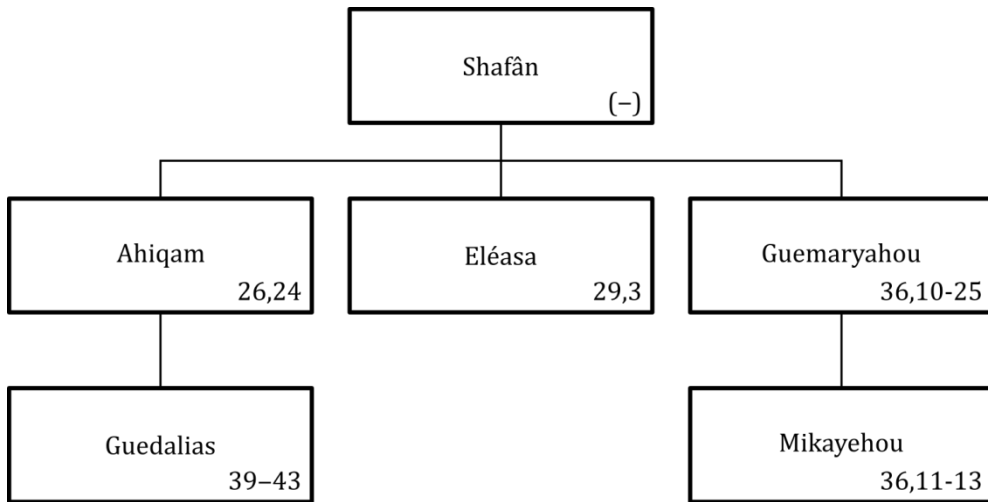 Shafân
(–)
Ahiqam
26,24
Eléasa
29,3
Guemaryahou
36,10-25
Guedalias
39–43
Mikayehou
36,11-13